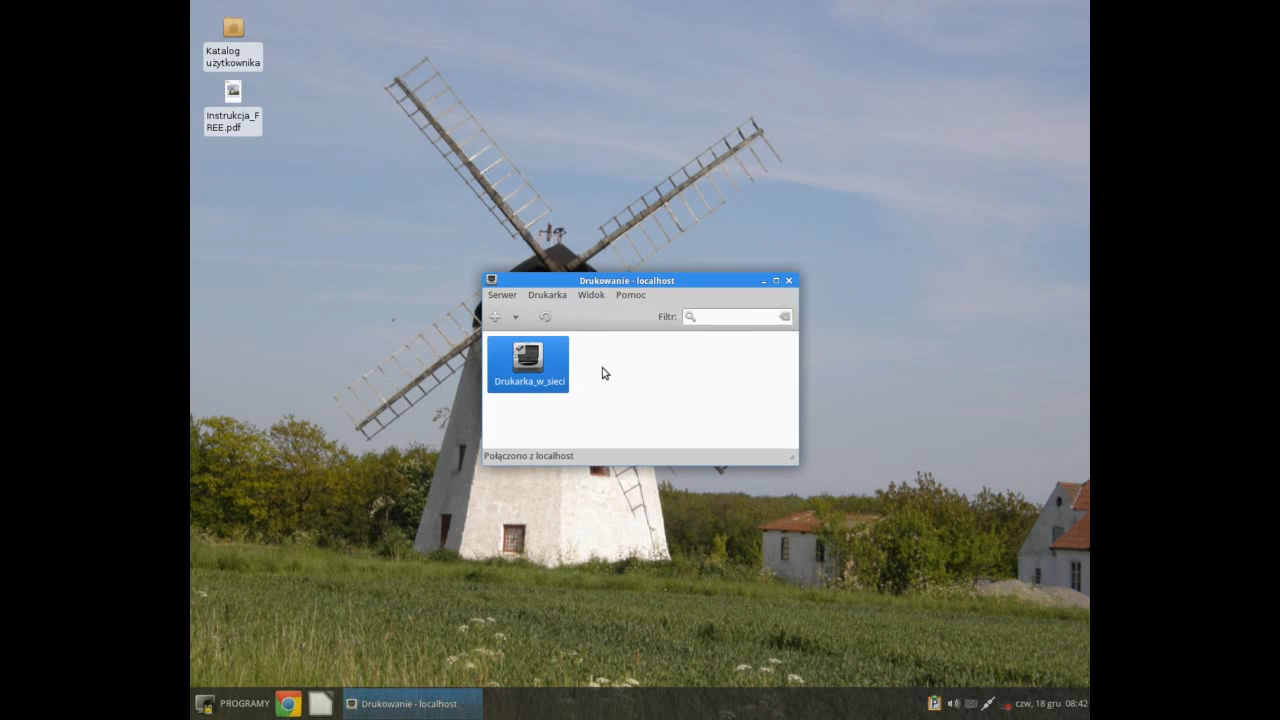 Katalog
użytkownika
Instrukcja_F
REE.pdf
Drukowanie - localhost
Serwer Drukarka Widok Pomoc
Filtr:
Drukarka_w_sieci
Połączono z localhost
PROGRAMY
Drukowanie - localhost
czw, 18 gru 08:42